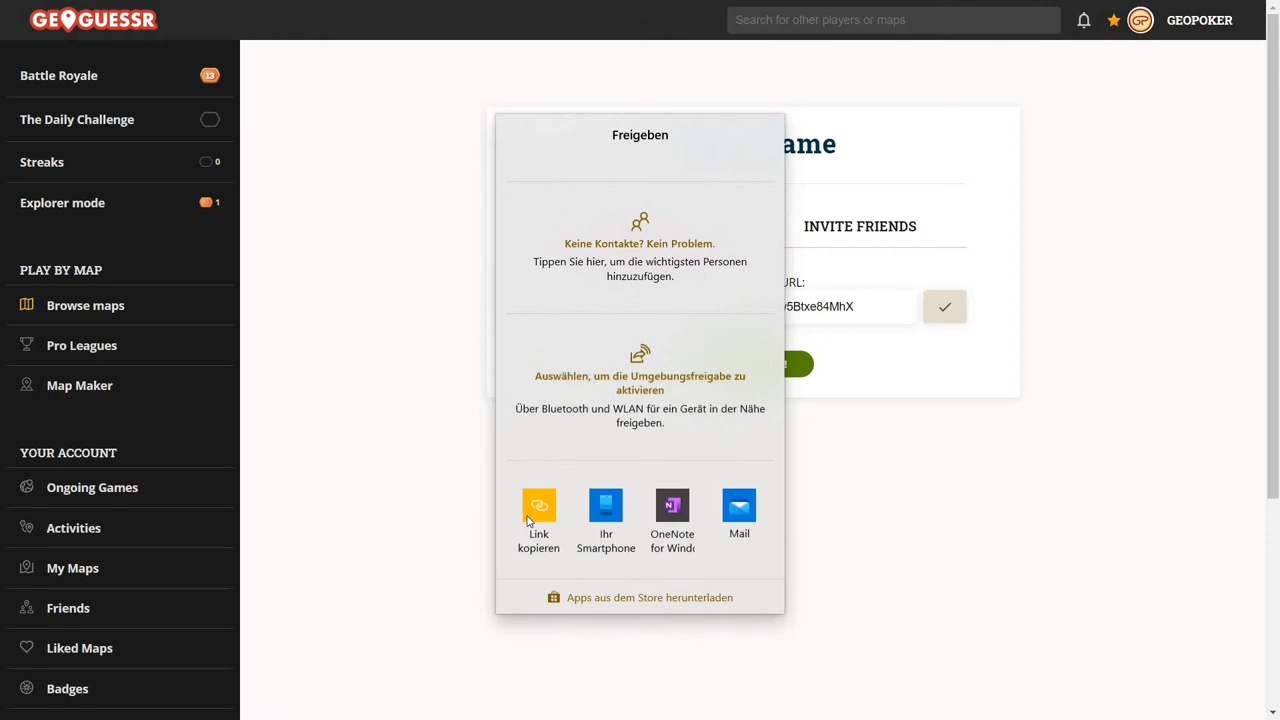 GEOGUESSR
Search for other players or maps
GEOPOKER
Battle Royale
13
The Daily Challenge
Streaks
0
Explorer mode
1
PLAY BY MAP
Browse maps
Pro Leagues
Map Maker
YOUR ACCOUNT
Ongoing Games
Activities
My Maps
Friends
Liked Maps
Badges
Freigeben
Keine Kontakte? Kein Problem.
Tippen Sie hier, um die wichtigsten Personen
hinzuzufügen.
Auswählen, um die Umgebungsfreigabe zu
aktivieren
Über Bluetooth und WLAN für ein Gerät in der Nähe
freigeben.
Link
kopieren
Ihr
Smartphone
OneNote
for Windo
Mail
Apps aus dem Store herunterladen
ame
INVITE FRIENDS
URL:
5Btxe84MhX